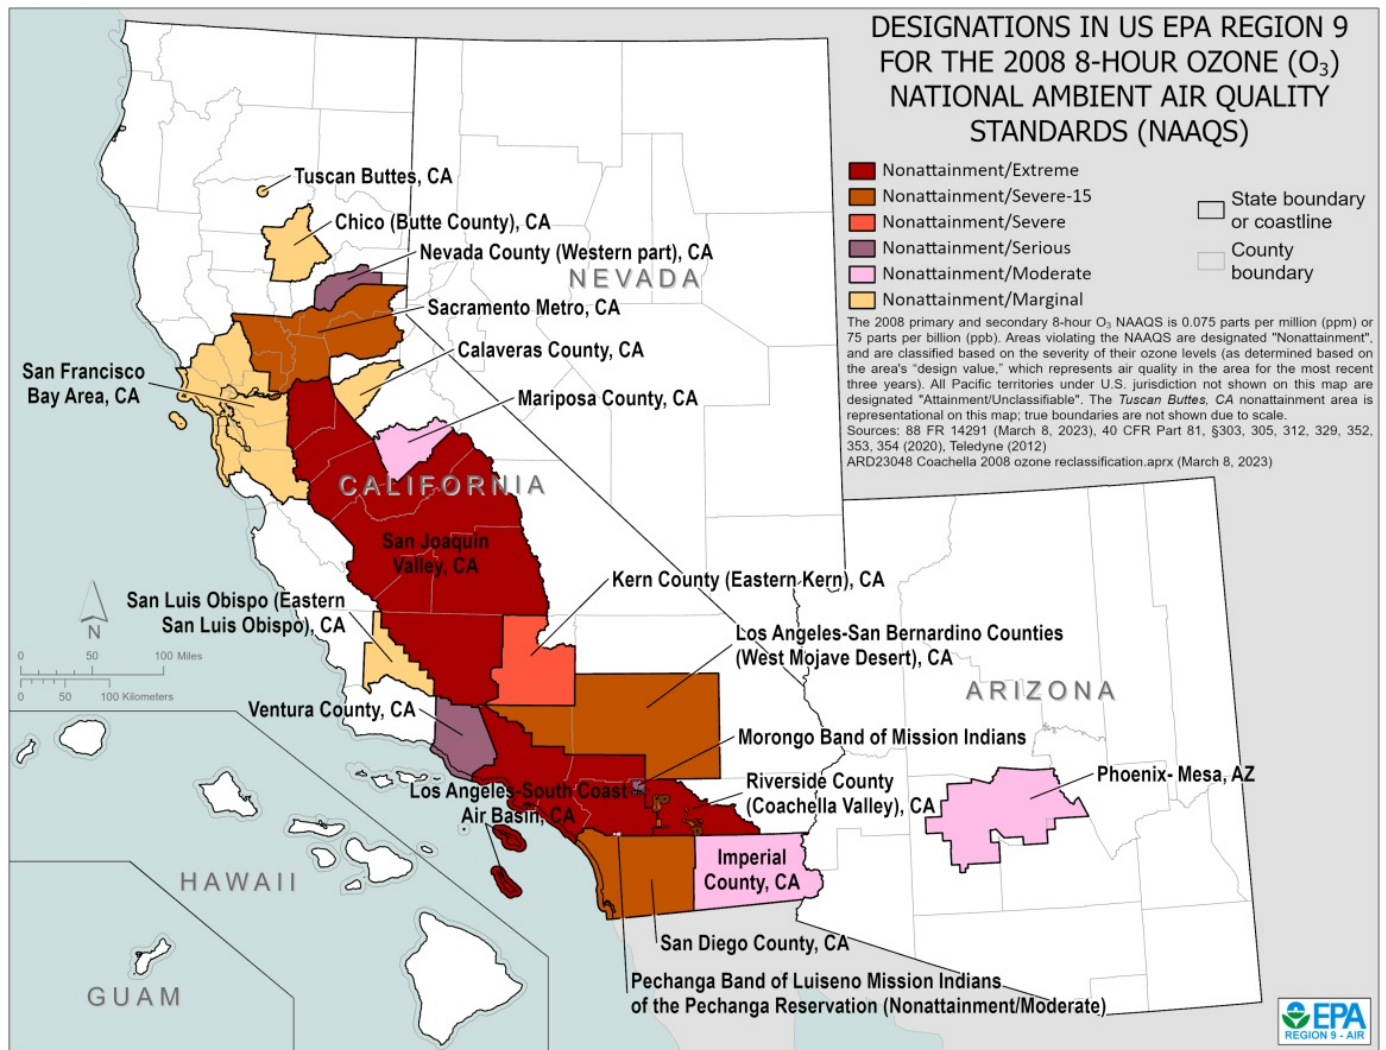 DESIGNATIONS IN US EPA REGION 9
FOR THE 2008 8-HOUR OZONE (O₃)
NATIONAL AMBIENT AIR QUALITY
STANDARDS (NAAQS)
Nonattainment/Extreme
Nonattainment/Severe-15
Nonattainment/Severe
Nonattainment/Serious
Nonattainment/Moderate
Nonattainment/Marginal
State boundary
or coastline
County
boundary
The 2008 primary and secondary 8-hour O₃ NAAQS is 0.075 parts per million (ppm) or
75 parts per billion (ppb). Areas violating the NAAQS are designated "Nonattainment",
and are classified based on the severity of their ozone levels (as determined based on
the area's "design value," which represents air quality in the area for the most recent
three years). All Pacific territories under U.S. jurisdiction not shown on this map are
designated "Attainment/Unclassifiable". The Tuscan Buttes, CA nonattainment area is
representational on this map; true boundaries are not shown due to scale.
Sources: 88 FR 14291 (March 8, 2023), 40 CFR Part 81, §303, 305, 312, 329, 352,
353, 354 (2020), Teledyne (2012)
ARD23048 Coachella 2008 ozone reclassification.aprx (March 8, 2023)
Tuscan Buttes, CA
Chico (Butte County), CA
Nevada County (Western part), CA
NEVADA
Sacramento Metro, CA
Calaveras County, CA
San Francisco
Bay Area, CA
Mariposa County, CA
CALIFORNIA
San Joaquin
Valley, CA
Kern County (Eastern Kern), CA
San Luis Obispo (Eastern
San Luis Obispo), CA
N
0 50 100 Miles
0 50 100 Kilometers
Los Angeles-San Bernardino Counties
(West Mojave Desert), CA
ARIZONA
Ventura County, CA
Morongo Band of Mission Indians
Phoenix- Mesa, AZ
Riverside County
(Coachella Valley), CA
Los Angeles-South Coast
Air Basin, CA
Imperial
County, CA
HAWAII
San Diego County, CA
Pechanga Band of Luiseno Mission Indians
of the Pechanga Reservation (Nonattainment/Moderate)
GUAM
EPA
REGION 9 - AIR